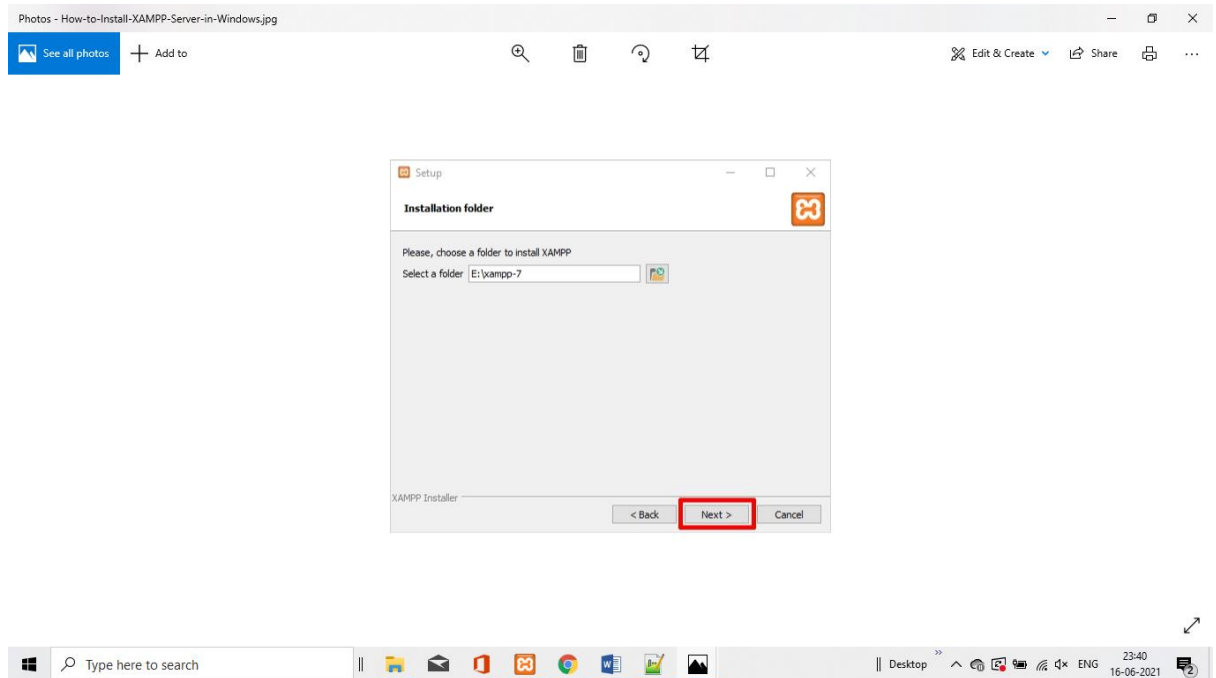 Photos - How-to-Install-XAMPP-Server-in-Windows.jpg
See all photos + Add to Edit & Create Share
Setup
Installation folder
Please, choose a folder to install XAMPP
Select a folder E:\xampp-7
XAMPP Installer
< Back Next > Cancel
Type here to search Desktop ENG 23:40
16-06-2021 2